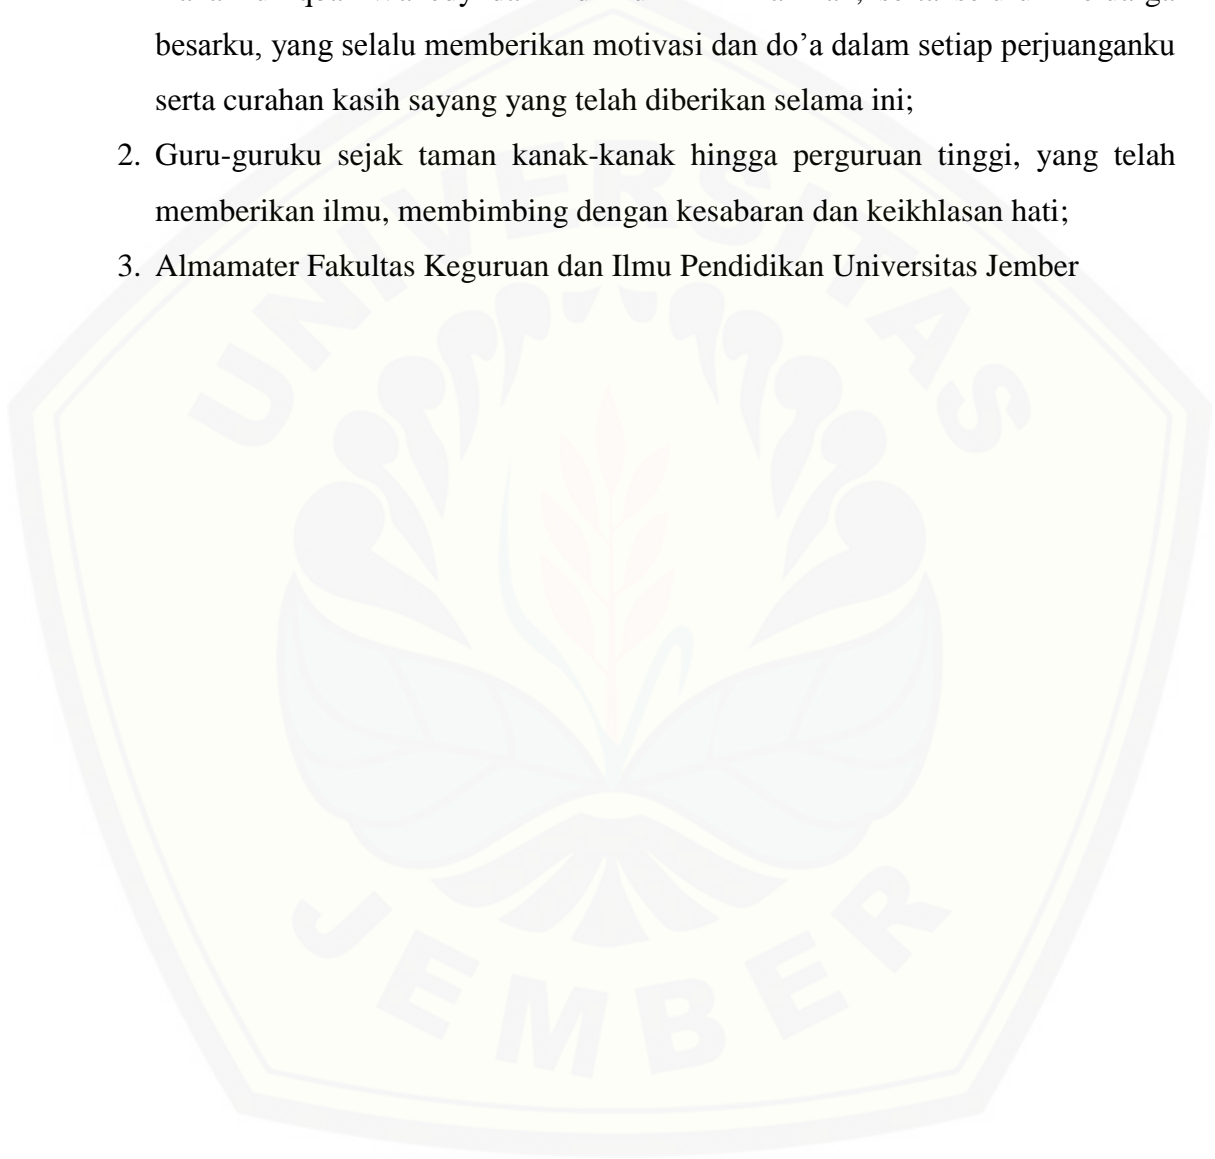 besarku, yang selalu memberikan motivasi dan do’a dalam setiap perjuanganku
serta curahan kasih sayang yang telah diberikan selama ini;
2. Guru-guruku sejak taman kanak-kanak hingga perguruan tinggi, yang telah
memberikan ilmu, membimbing dengan kesabaran dan keikhlasan hati;
3. Almamater Fakultas Keguruan dan Ilmu Pendidikan Universitas Jember
UNIVERSITAS
JEMBER